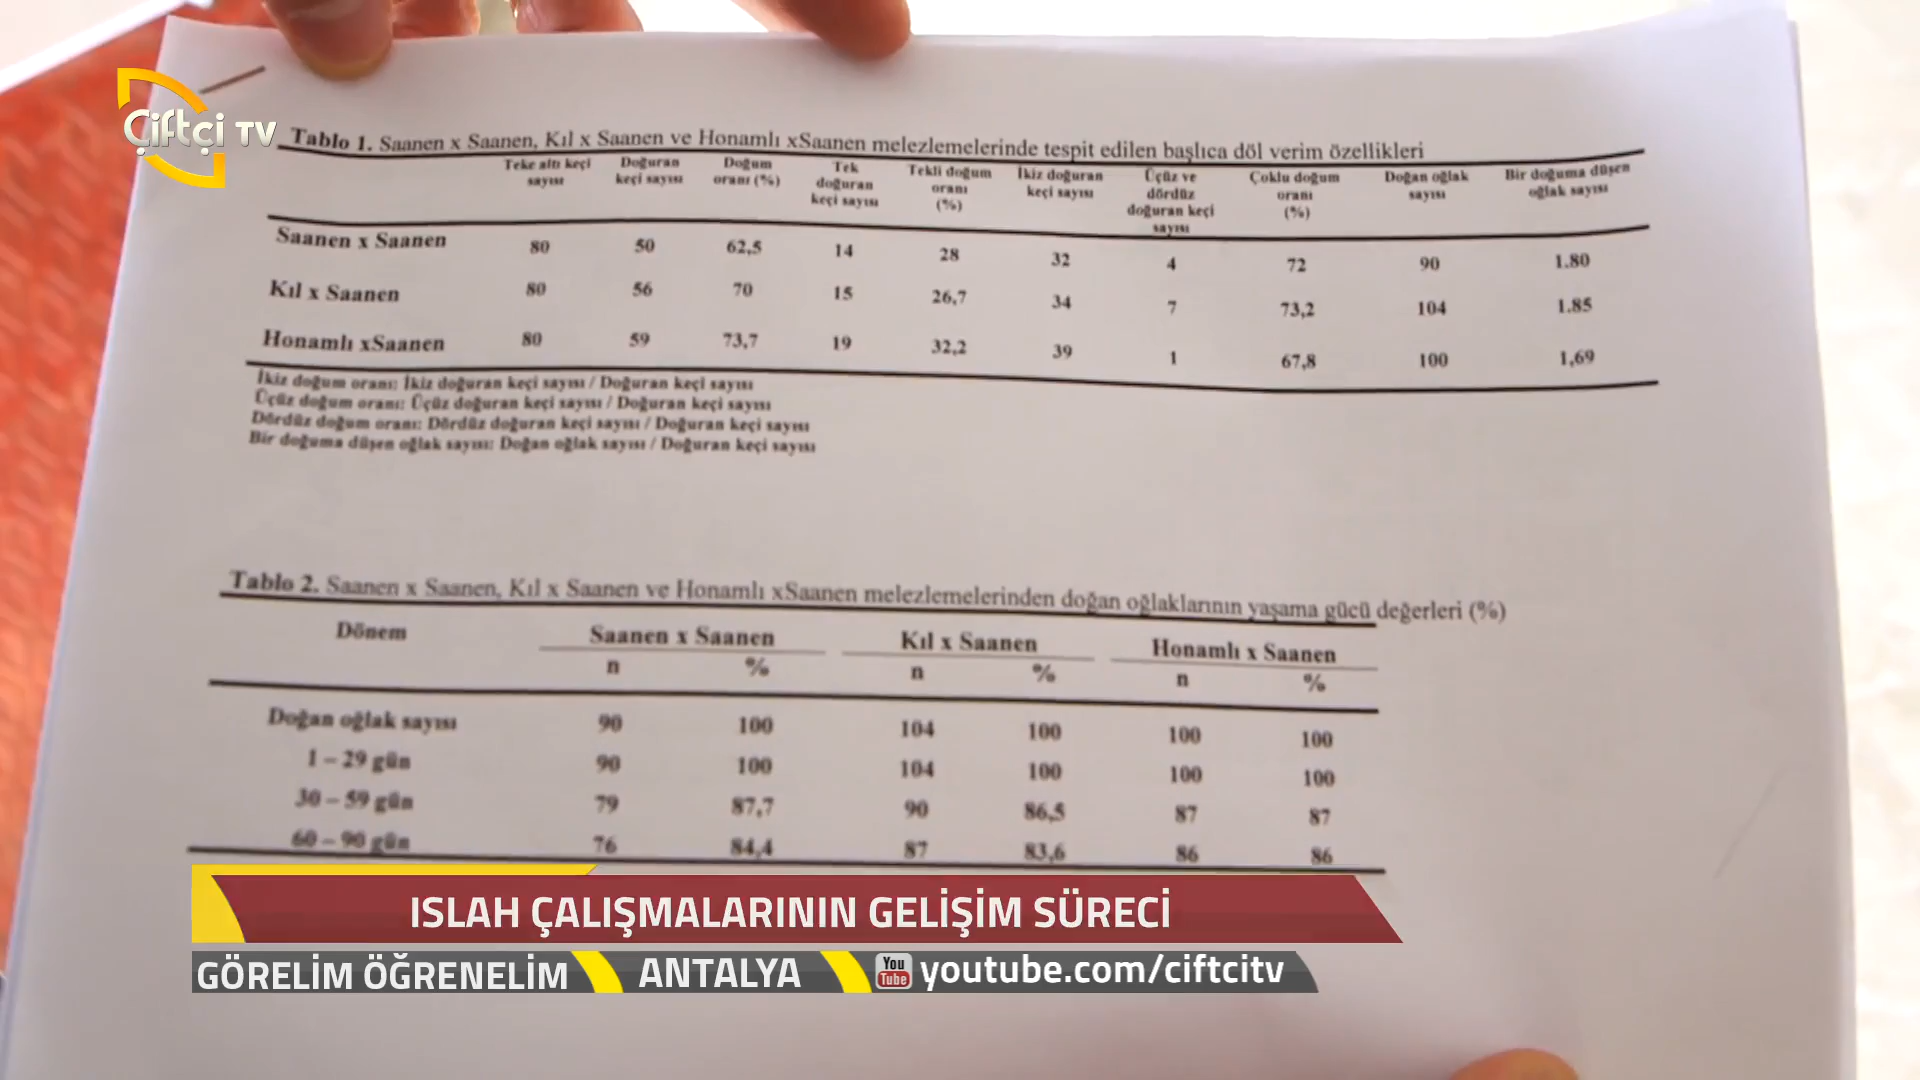 Çiftçi TV
Tablo 1. Saanen x Saanen, Kıl x Saanen ve Honamlı xSaanen melezlemelerinde tespit edilen başlıca döl verim özellikleri
Teke altı keçi sayısı Doğuran keçi sayısı Doğum oranı (%) Tek doğuran keçi sayısı Tekli doğum oranı (%) İkiz doğuran keçi sayısı Üçüz ve dördüz doğuran keçi sayısı Çoklu doğum oranı (%) Doğan oğlak sayısı Bir doğuma düşen oğlak sayısı
Saanen x Saanen 80 50 62,5 14 28 32 4 72 90 1.80
Kıl x Saanen 80 56 70 15 26,7 34 7 73,2 104 1.85
Honamlı xSaanen 80 59 73,7 19 32,2 39 1 67,8 100 1,69
İkiz doğum oranı: İkiz doğuran keçi sayısı / Doğuran keçi sayısı
Üçüz doğum oranı: Üçüz doğuran keçi sayısı / Doğuran keçi sayısı
Dördüz doğum oranı: Dördüz doğuran keçi sayısı / Doğuran keçi sayısı
Bir doğuma düşen oğlak sayısı: Doğan oğlak sayısı / Doğuran keçi sayısı
Tablo 2. Saanen x Saanen, Kıl x Saanen ve Honamlı xSaanen melezlemelerinden doğan oğlaklarının yaşama gücü değerleri (%)
Dönem Saanen x Saanen Kıl x Saanen Honamlı x Saanen
n % n % n %
Doğan oğlak sayısı 90 100 104 100 100 100
1 – 29 gün 90 100 104 100 100 100
30 – 59 gün 79 87,7 90 86,5 87 87
60 – 90 gün 76 84,4 87 83,6 86 86
ISLAH ÇALIŞMALARININ GELİŞİM SÜRECİ
GÖRELİM ÖĞRENELİM ANTALYA You Tube youtube.com/ciftcitv